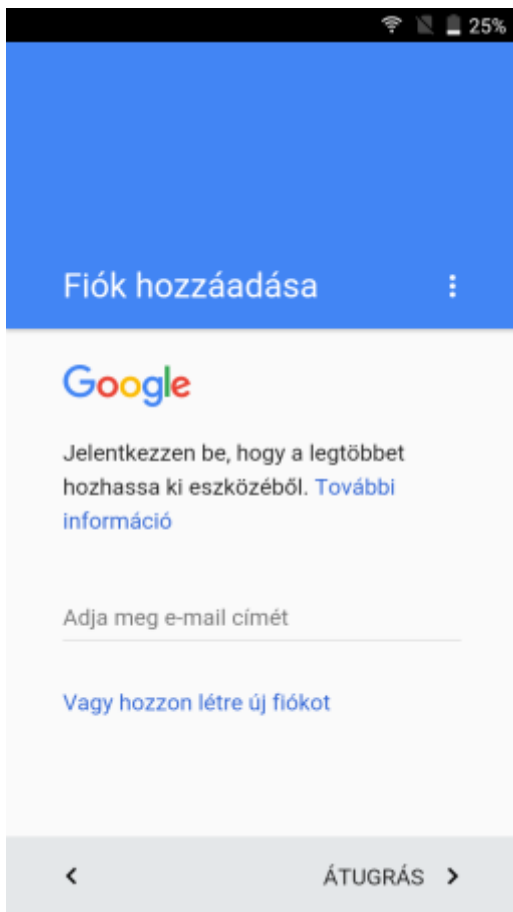 25%
Fiók hozzáadása
Google
Jelentkezzen be, hogy a legtöbbet
hozhassa ki eszközéből. További
információ
Adja meg e-mail címét
Vagy hozzon létre új fiókot
ÁTUGRÁS